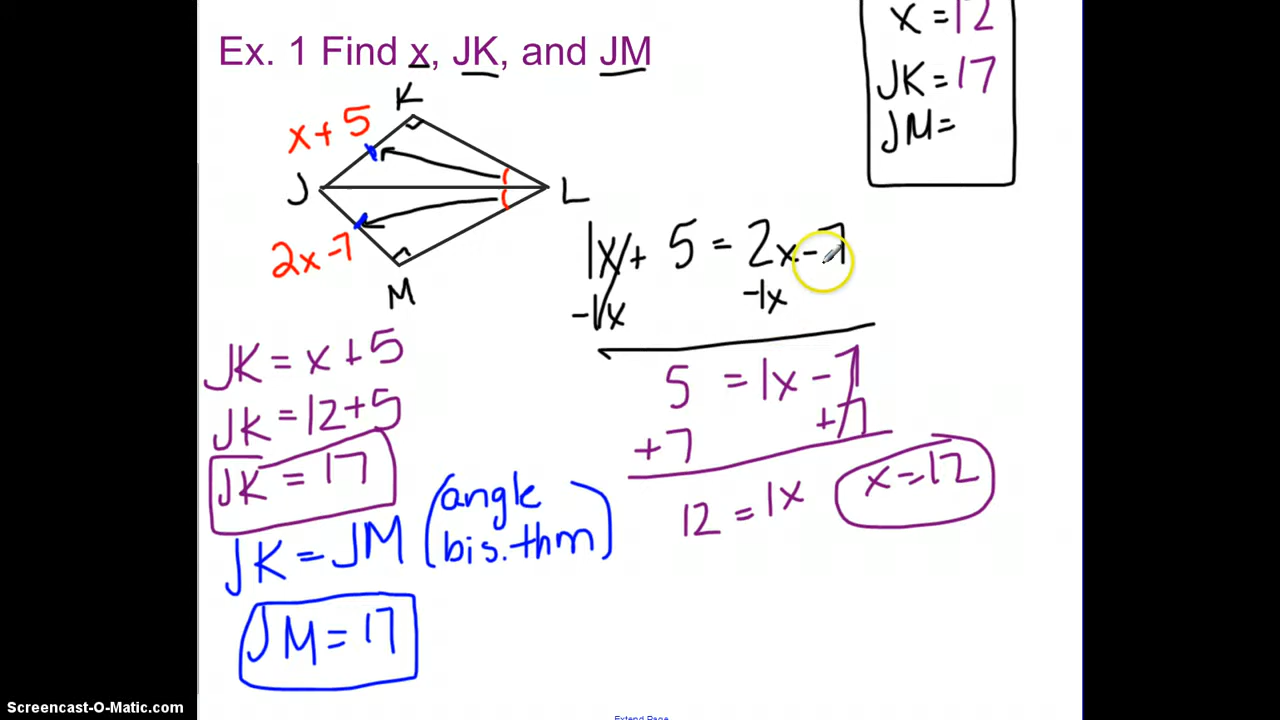 Ex. 1 Find x, JK, and JM
x = 12
JK = 17
JM =
K
x + 5
J
L
2x - 7
M
1x + 5 = 2x - 7
-1x -1x
5 = 1x - 7
+7 +7
12 = 1x x = 12
JK = x + 5
JK = 12 + 5
JK = 17
JK = JM (angle bis. thm)
JM = 17
Screencast-O-Matic.com
Extend Page